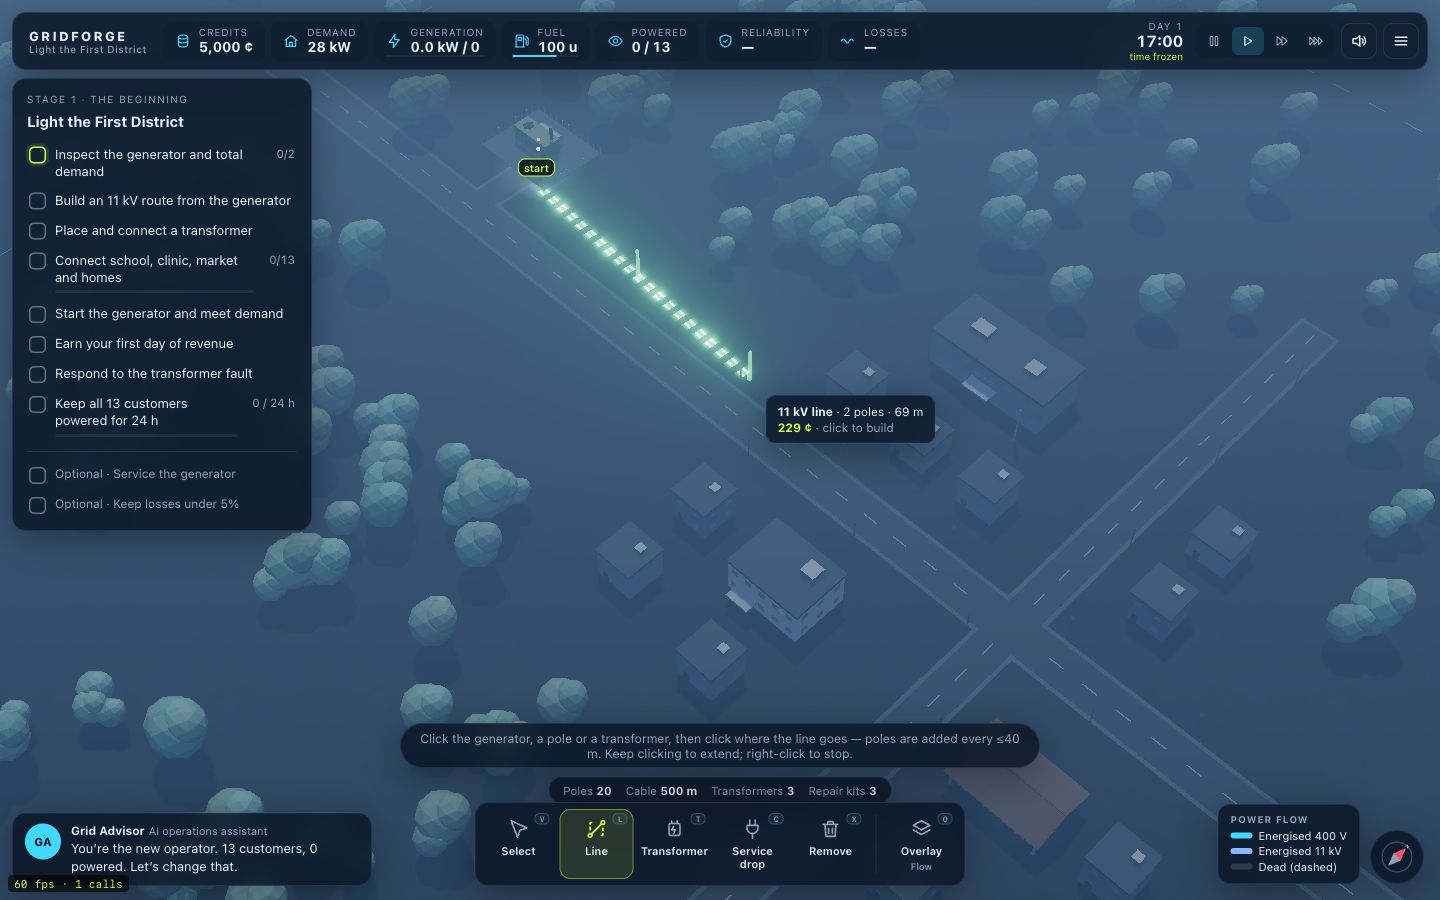 GRIDFORGE
Light the First District
CREDITS
5,000 ¢
DEMAND
28 kW
GENERATION
0.0 kW / 0
FUEL
100 u
POWERED
0 / 13
RELIABILITY
—
LOSSES
—
DAY 1
17:00
time frozen
STAGE 1 · THE BEGINNING
Light the First District
Inspect the generator and total 0/2
demand
Build an 11 kV route from the generator
Place and connect a transformer
Connect school, clinic, market 0/13
and homes
Start the generator and meet demand
Earn your first day of revenue
Respond to the transformer fault
Keep all 13 customers 0 / 24 h
powered for 24 h
Optional · Service the generator
Optional · Keep losses under 5%
start
11 kV line · 2 poles · 69 m
229 ¢ · click to build
Click the generator, a pole or a transformer, then click where the line goes — poles are added every ≤40
m. Keep clicking to extend; right-click to stop.
Poles 20 Cable 500 m Transformers 3 Repair kits 3
V
Select
L
Line
T
Transformer
C
Service
drop
X
Remove
O
Overlay
Flow
GA
Grid Advisor AI operations assistant
You're the new operator. 13 customers, 0
powered. Let's change that.
60 fps · 1 calls
POWER FLOW
Energised 400 V
Energised 11 kV
Dead (dashed)